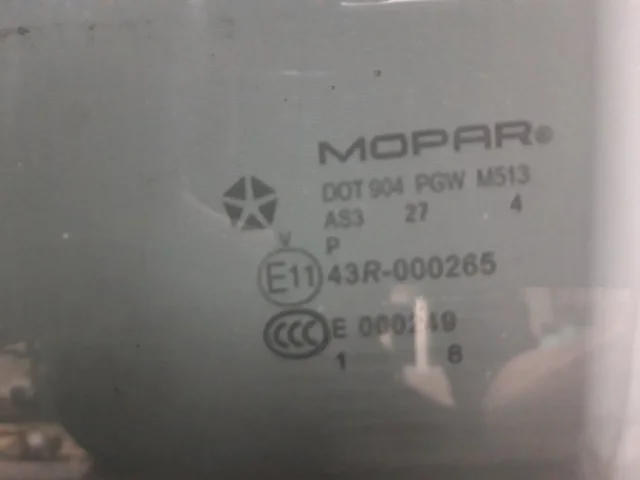 MOPAR®
DOT 904 PGW M513
AS3 27 4
V P
E11 43R-000265
CCC E 000249
1 8